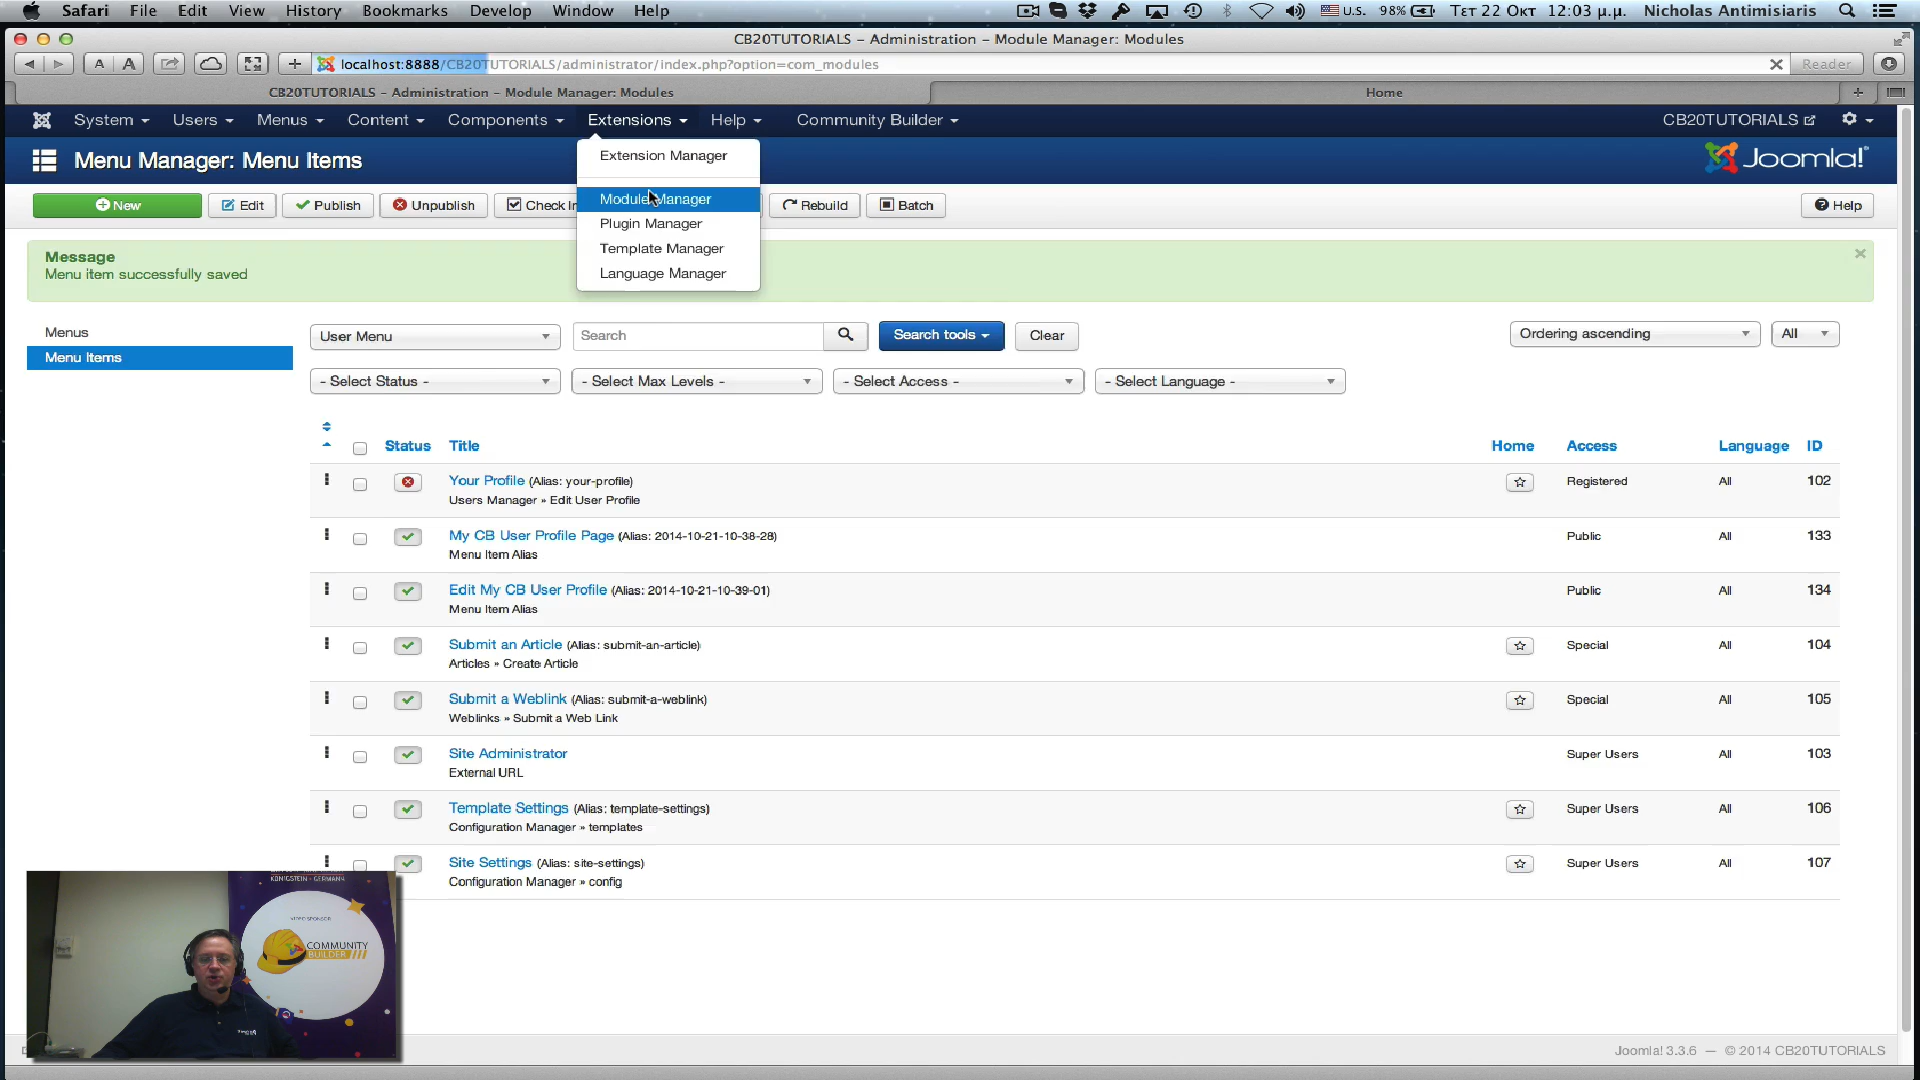 Safari File Edit View History Bookmarks Develop Window Help U.S. 98% Τετ 22 Οκτ 12:03 μ.μ. Nicholas Antimisiaris
CB20TUTORIALS – Administration – Module Manager: Modules
A A + localhost:8888/CB20TUTORIALS/administrator/index.php?option=com_modules Reader
CB20TUTORIALS – Administration – Module Manager: Modules Home +
System Users Menus Content Components Extensions Help Community Builder CB20TUTORIALS
Menu Manager: Menu Items Joomla!
Extension Manager
Module Manager
Plugin Manager
Template Manager
Language Manager
New Edit Publish Unpublish Check In Rebuild Batch Help
Message
Menu item successfully saved
Menus
Menu Items
User Menu Search Search tools Clear Ordering ascending All
- Select Status - - Select Max Levels - - Select Access - - Select Language -
Status Title Home Access Language ID
Your Profile (Alias: your-profile) Registered All 102
Users Manager » Edit User Profile
My CB User Profile Page (Alias: 2014-10-21-10-38-28) Public All 133
Menu Item Alias
Edit My CB User Profile (Alias: 2014-10-21-10-39-01) Public All 134
Menu Item Alias
Submit an Article (Alias: submit-an-article) Special All 104
Articles » Create Article
Submit a Weblink (Alias: submit-a-weblink) Special All 105
Weblinks » Submit a Web Link
Site Administrator Super Users All 103
External URL
Template Settings (Alias: template-settings) Super Users All 106
Configuration Manager » templates
Site Settings (Alias: site-settings) Super Users All 107
Configuration Manager » config
KÖNIGSTEIN - GERMANY
VIDEO SPONSOR
COMMUNITY
BUILDER
Joomla! 3.3.6 — © 2014 CB20TUTORIALS